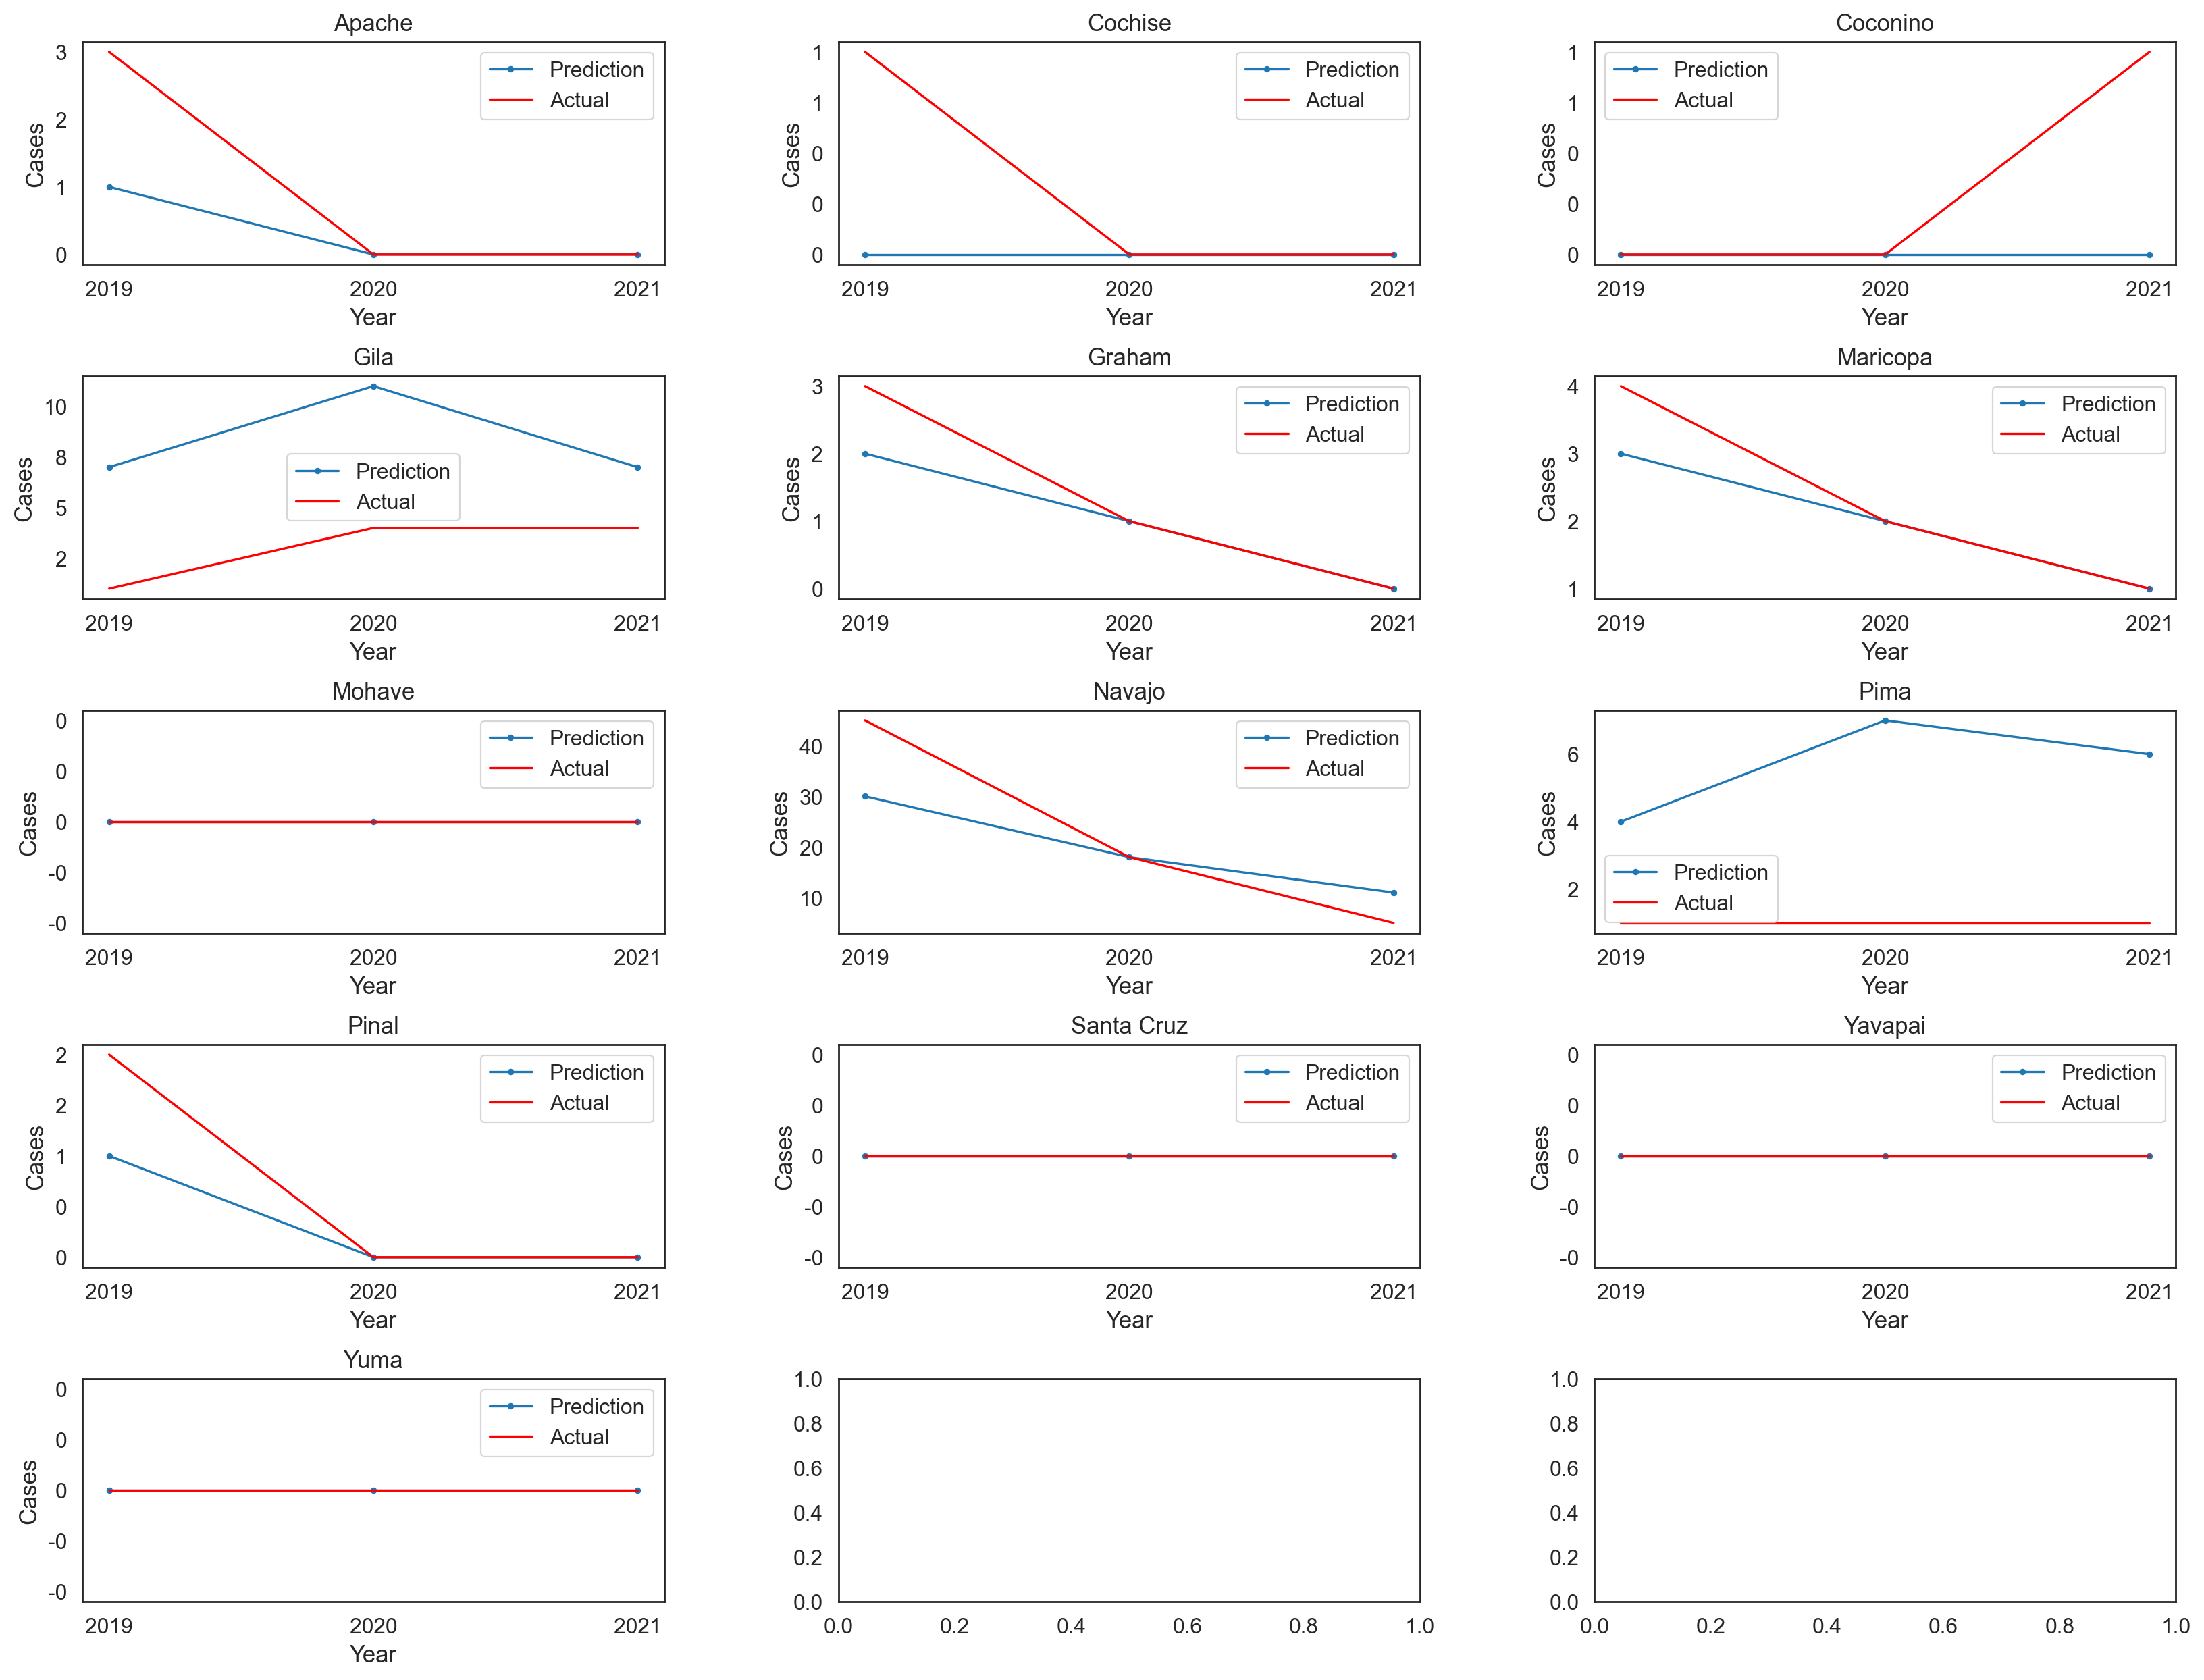 Apache
Cochise
Coconino
3
2
1
0
Cases
Prediction
Actual
2019 2020 2021
Year
1
1
0
0
0
Cases
Prediction
Actual
2019 2020 2021
Year
1
1
0
0
0
Cases
Prediction
Actual
2019 2020 2021
Year
Gila
Graham
Maricopa
10
8
5
2
Cases
Prediction
Actual
2019 2020 2021
Year
3
2
1
0
Cases
Prediction
Actual
2019 2020 2021
Year
4
3
2
1
Cases
Prediction
Actual
2019 2020 2021
Year
Mohave
Navajo
Pima
0
0
0
-0
-0
Cases
Prediction
Actual
2019 2020 2021
Year
40
30
20
10
Cases
Prediction
Actual
2019 2020 2021
Year
6
4
2
Cases
Prediction
Actual
2019 2020 2021
Year
Pinal
Santa Cruz
Yavapai
2
2
1
0
0
Cases
Prediction
Actual
2019 2020 2021
Year
0
0
0
-0
-0
Cases
Prediction
Actual
2019 2020 2021
Year
0
0
0
-0
-0
Cases
Prediction
Actual
2019 2020 2021
Year
Yuma
0
0
0
-0
-0
Cases
Prediction
Actual
2019 2020 2021
Year
1.0
0.8
0.6
0.4
0.2
0.0
0.0 0.2 0.4 0.6 0.8 1.0
1.0
0.8
0.6
0.4
0.2
0.0
0.0 0.2 0.4 0.6 0.8 1.0